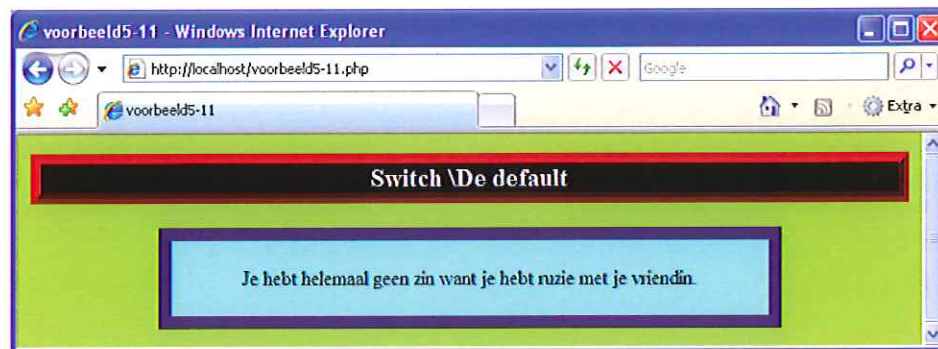 voorbeeld5-11 - Windows Internet Explorer
http://localhost/voorbeeld5-11.php
Google
voorbeeld5-11
Extra
Switch \De default
Je hebt helemaal geen zin want je hebt ruzie met je vriendin.